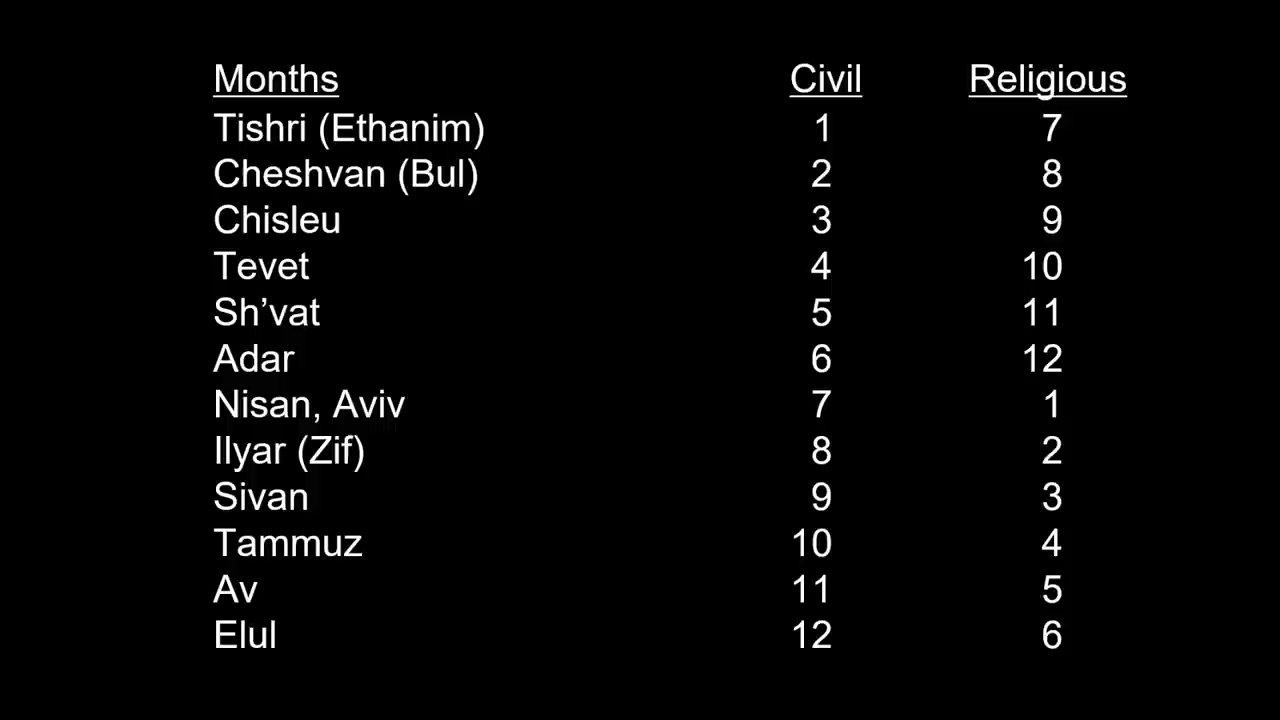 Months Civil Religious
Tishri (Ethanim) 1 7
Cheshvan (Bul) 2 8
Chisleu 3 9
Tevet 4 10
Sh’vat 5 11
Adar 6 12
Nisan, Aviv 7 1
Ilyar (Zif) 8 2
Sivan 9 3
Tammuz 10 4
Av 11 5
Elul 12 6